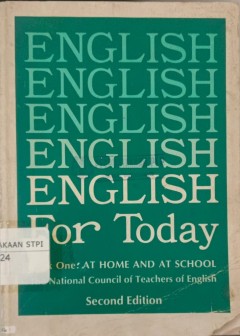 ENGLISH
ENGLISH
ENGLISH
ENGLISH
ENGLISH
For Today
One: AT HOME AND AT SCHOOL
National Council of Teachers of English
Second Edition
AKAAN STPI
24